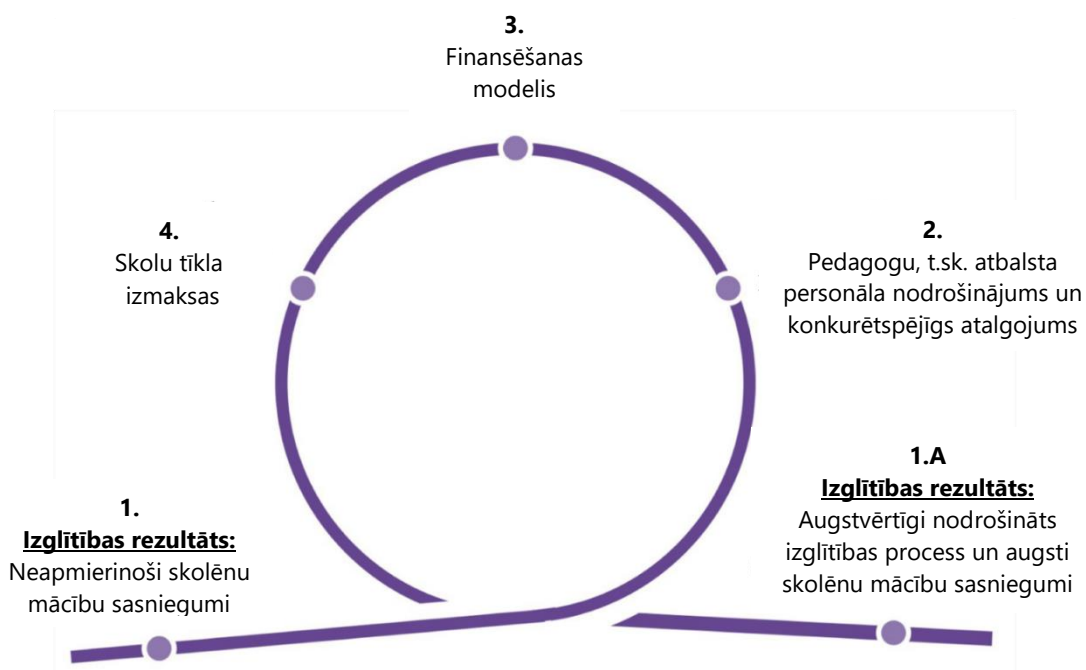 3.
Finansēšanas
modelis
4.
Skolu tīkla
izmaksas
2.
Pedagogu, t.sk. atbalsta
personāla nodrošinājums un
konkurētspējīgs atalgojums
1.
Izglītības rezultāts:
Neapmierinoši skolēnu
mācību sasniegumi
1.A
Izglītības rezultāts:
Augstvērtīgi nodrošināts
izglītības process un augsti
skolēnu mācību sasniegumi